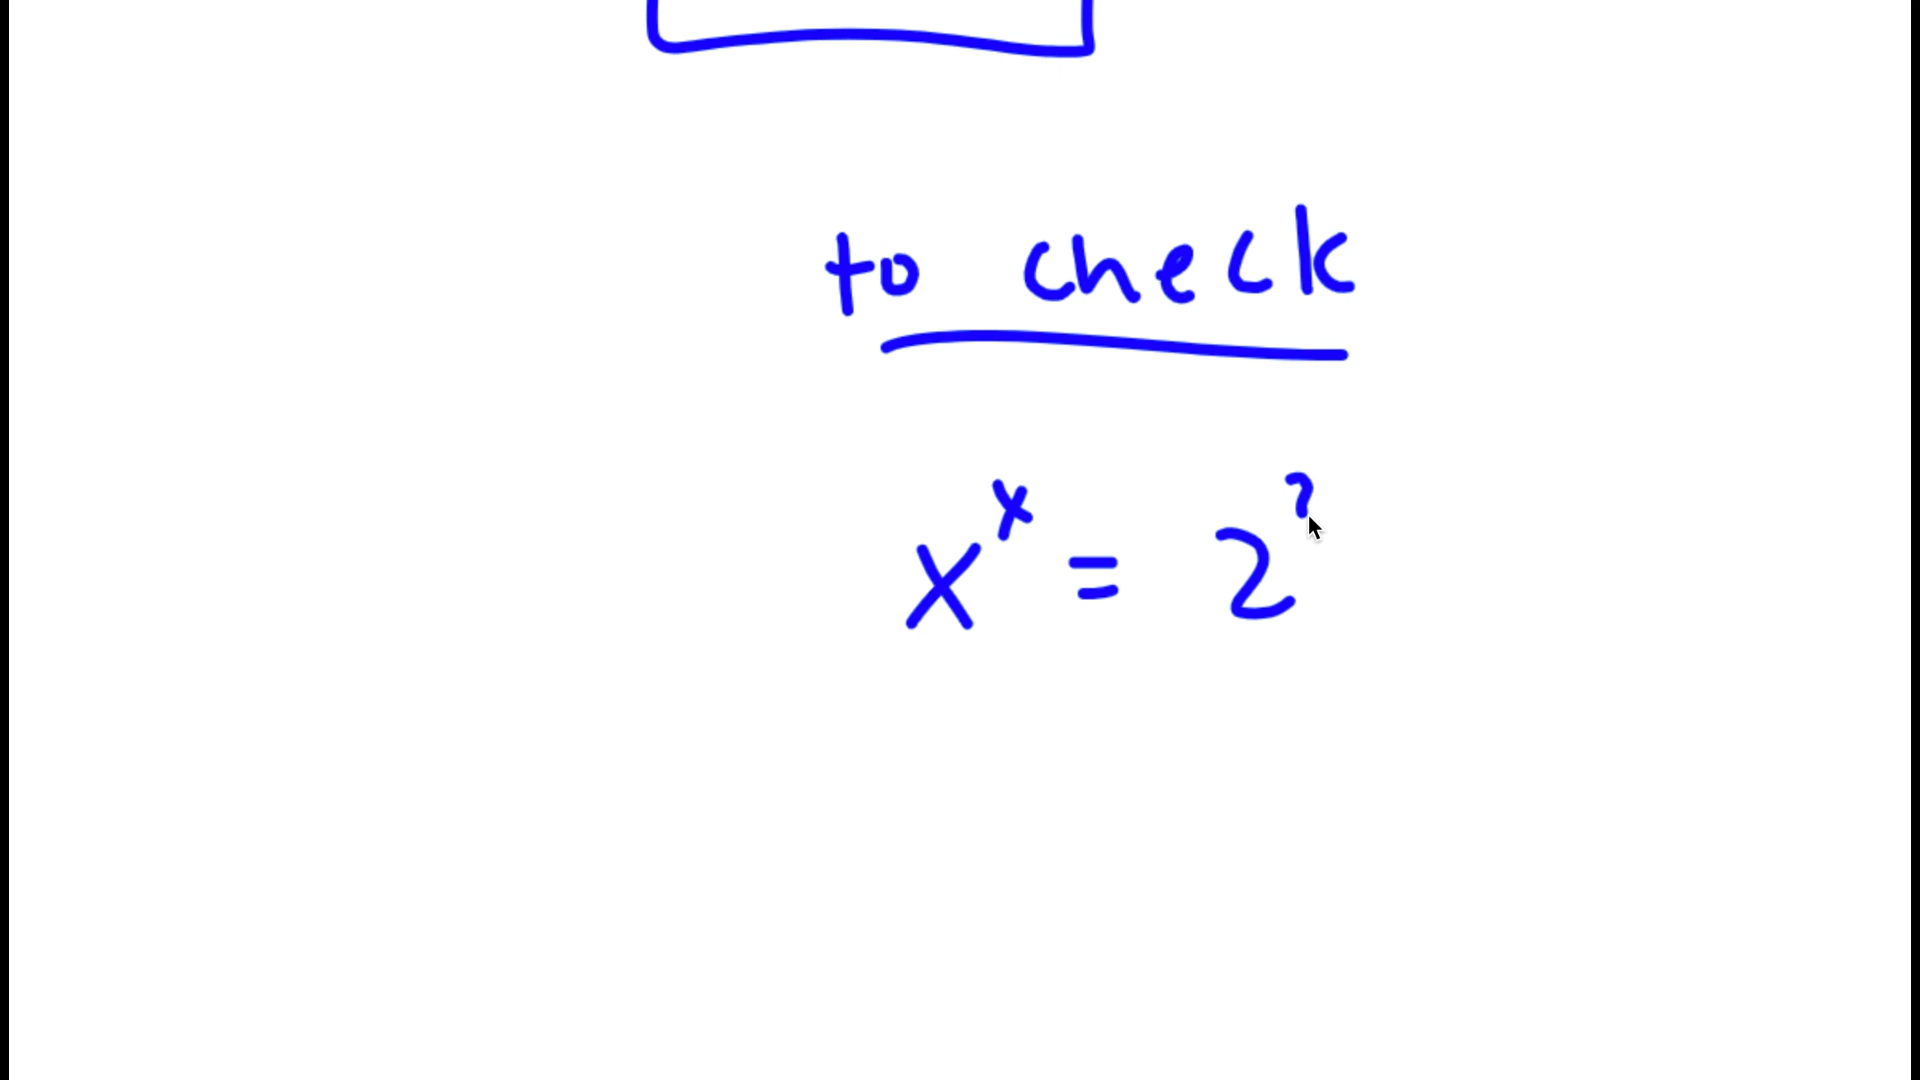 to check
x^x = 2^?